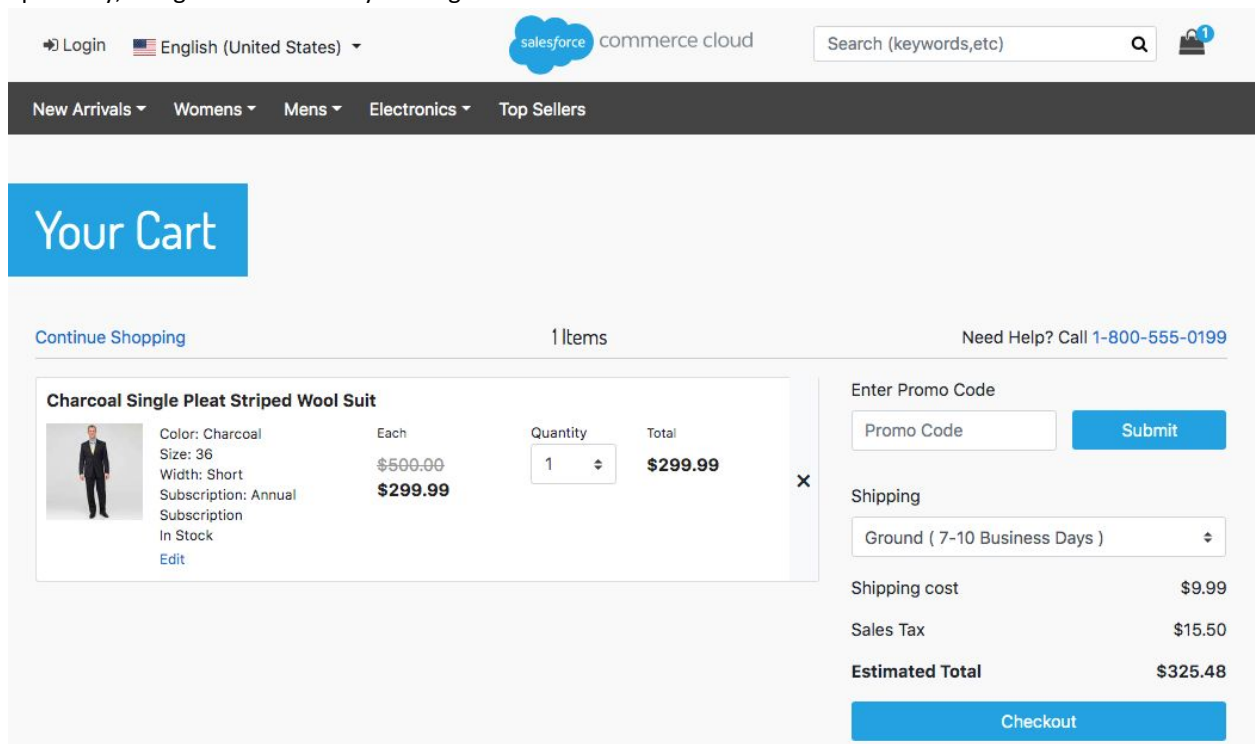 Login
English (United States)
salesforce commerce cloud
Search (keywords,etc)
1
New Arrivals
Womens
Mens
Electronics
Top Sellers
Your Cart
Continue Shopping
1 Items
Need Help? Call 1-800-555-0199
Charcoal Single Pleat Striped Wool Suit
Color: Charcoal
Size: 36
Width: Short
Subscription: Annual
Subscription
In Stock
Edit
Each
$500.00
$299.99
Quantity
1
Total
$299.99
×
Enter Promo Code
Promo Code
Submit
Shipping
Ground ( 7-10 Business Days )
Shipping cost $9.99
Sales Tax $15.50
Estimated Total $325.48
Checkout